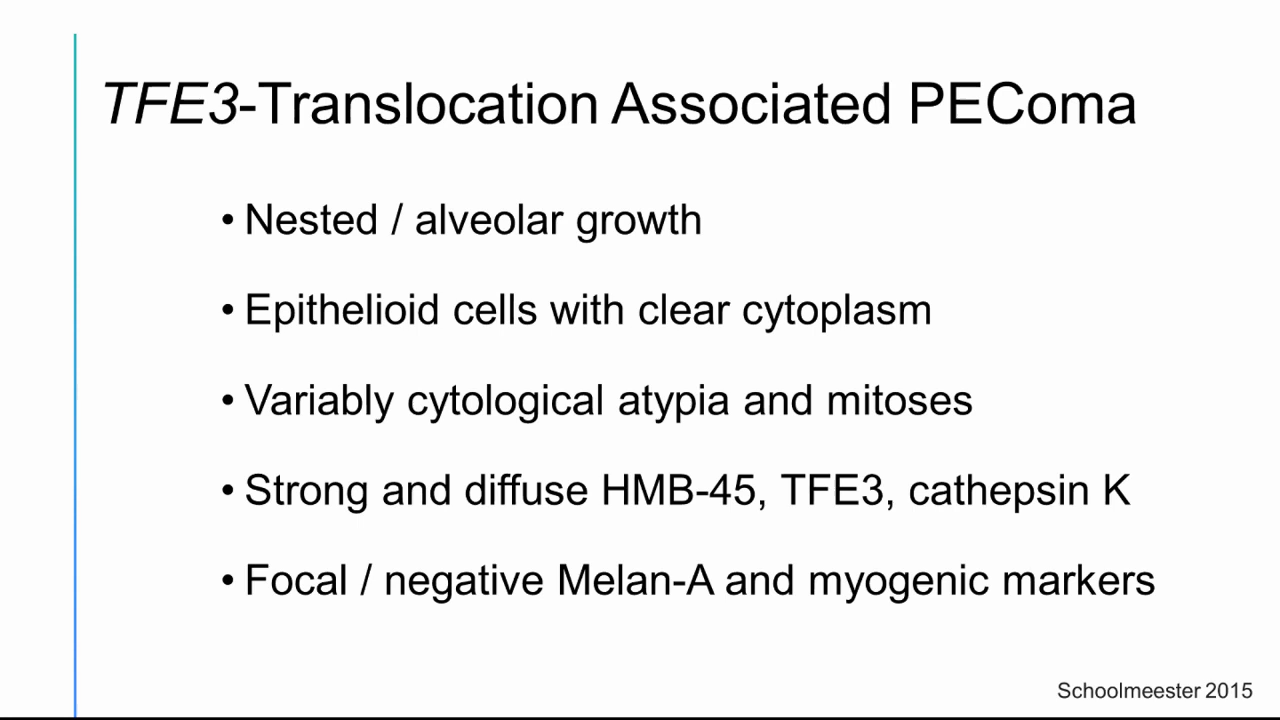 TFE3-Translocation Associated PEComa
• Nested / alveolar growth
• Epithelioid cells with clear cytoplasm
• Variably cytological atypia and mitoses
• Strong and diffuse HMB-45, TFE3, cathepsin K
• Focal / negative Melan-A and myogenic markers
Schoolmeester 2015